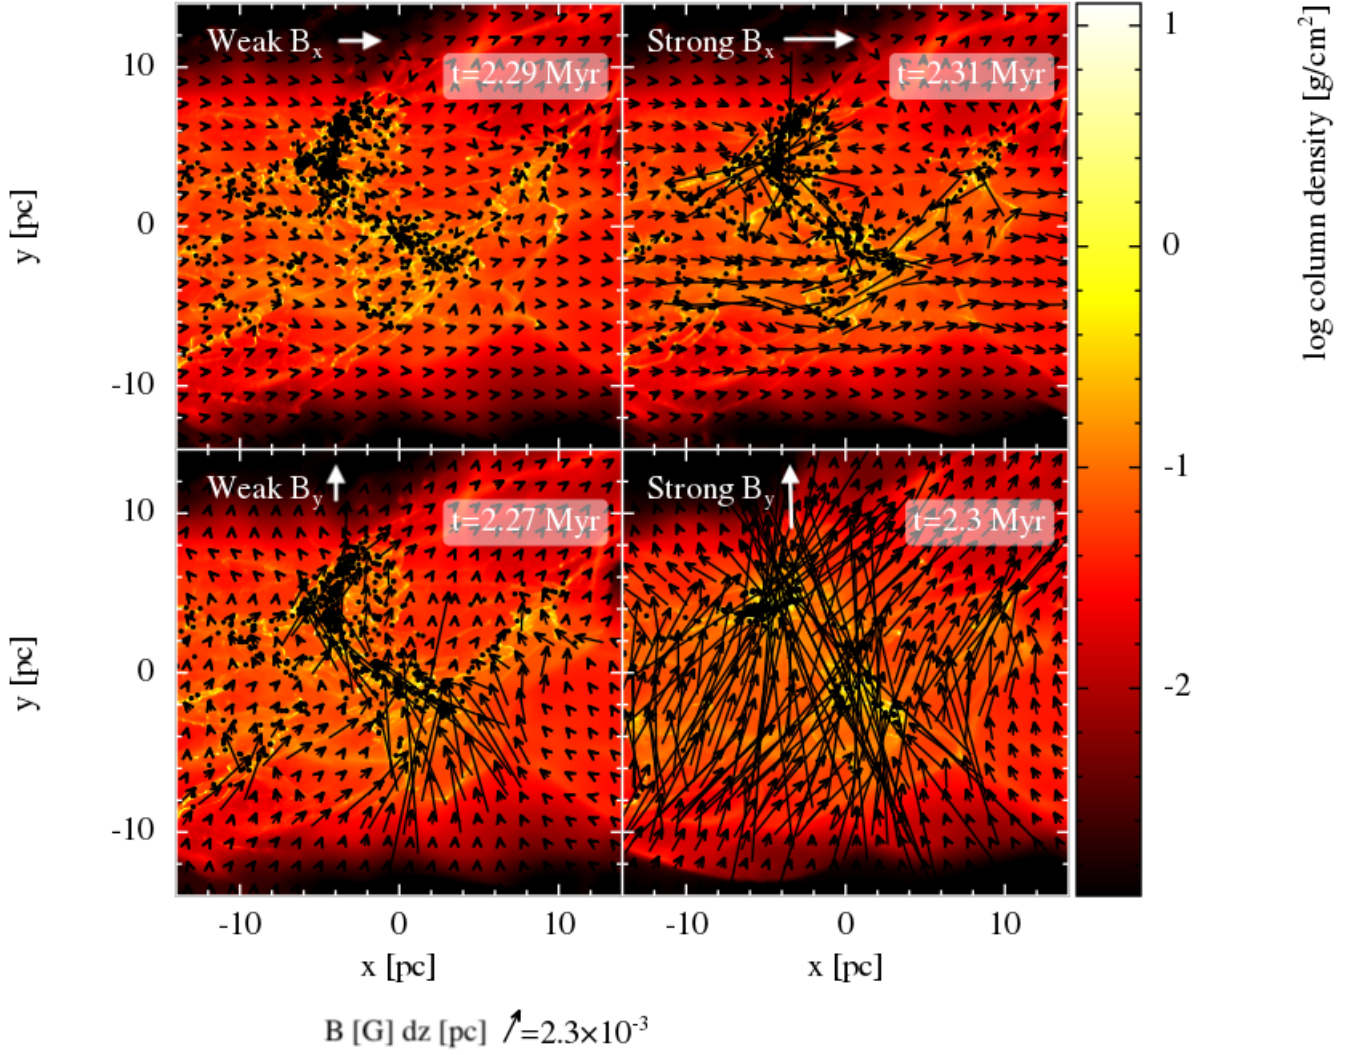 Weak Bx
t=2.29 Myr
Strong Bx
t=2.31 Myr
10
0
-10
y [pc]
Weak By
t=2.27 Myr
Strong By
t=2.3 Myr
10
0
-10
y [pc]
-10 0 10
-10 0 10
x [pc]
x [pc]
1
0
-1
-2
log column density [g/cm²]
B [G] dz [pc] =2.3×10⁻³